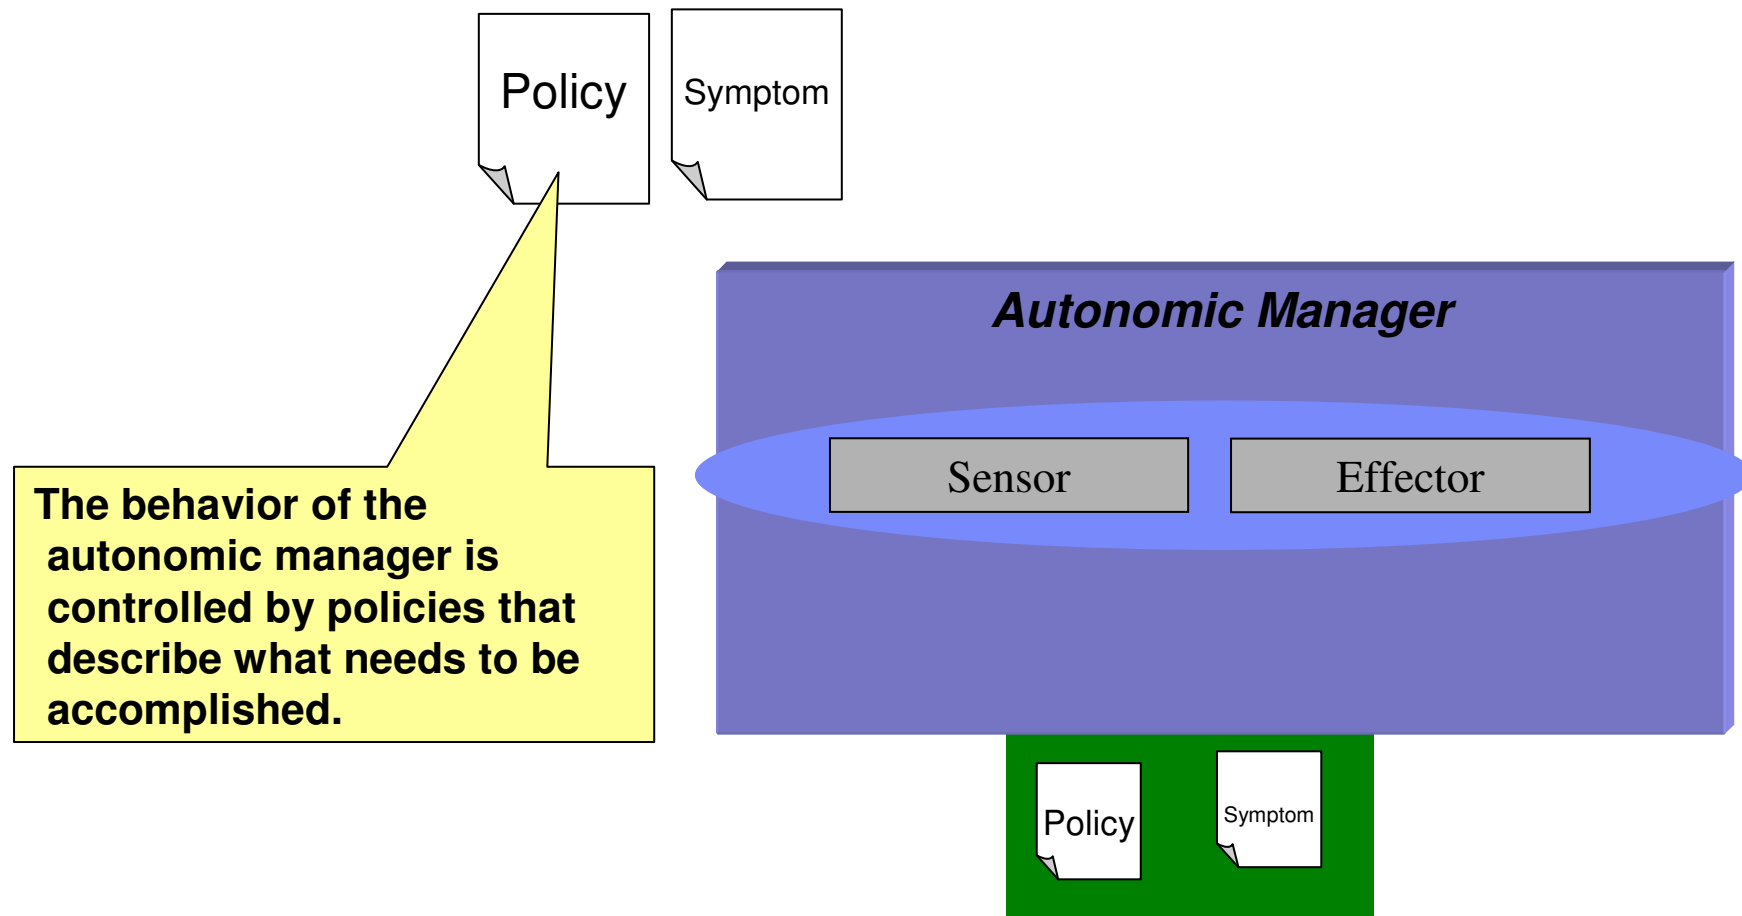 Policy
Symptom
Autonomic Manager
Sensor
Effector
The behavior of the
autonomic manager is
controlled by policies that
describe what needs to be
accomplished.
Policy
Symptom